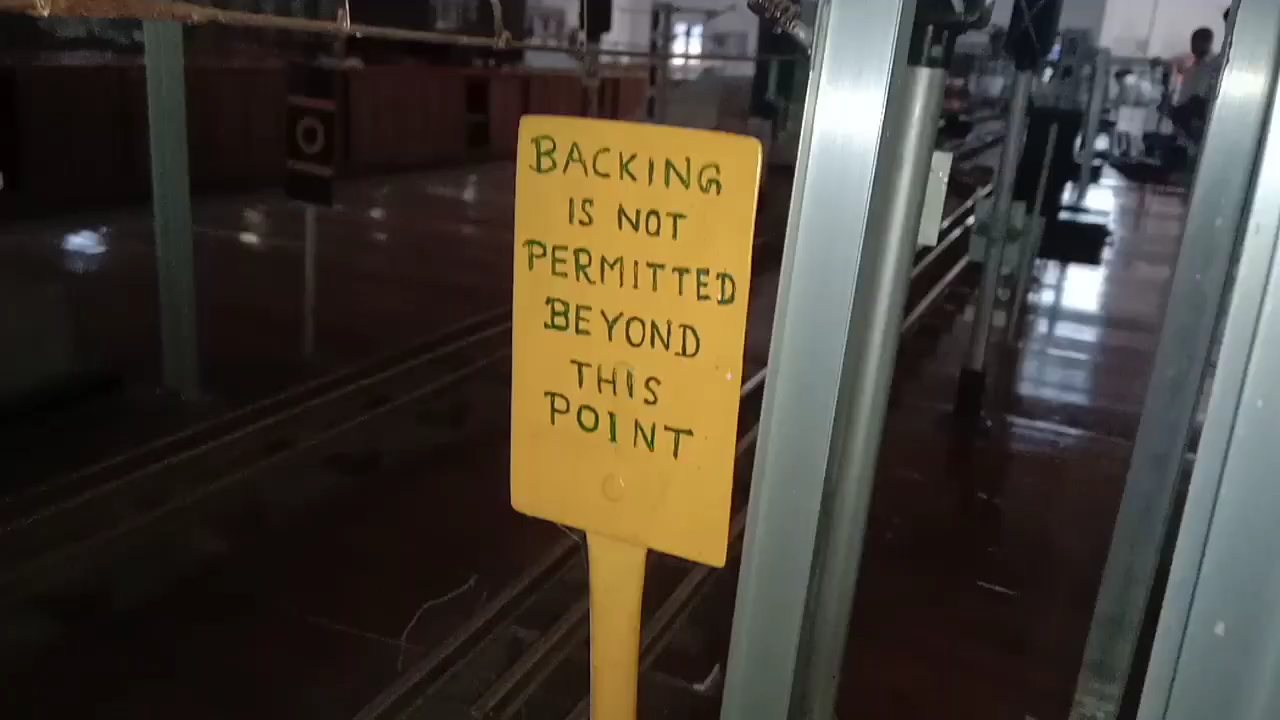 BACKING
IS NOT
PERMITTED
BEYOND
THIS
POINT